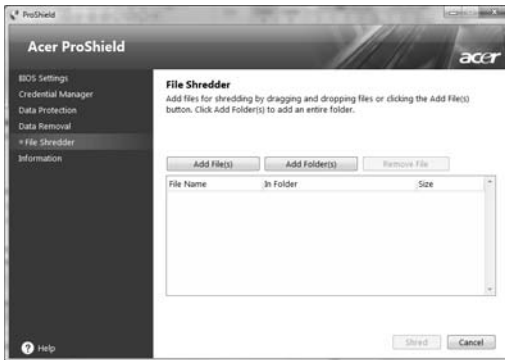 ProShield
Acer ProShield
acer
BIOS Settings
Credential Manager
Data Protection
Data Removal
File Shredder
Information
Help
File Shredder
Add files for shredding by dragging and dropping files or clicking the Add File(s)
button. Click Add Folder(s) to add an entire folder.
Add File(s) Add Folder(s) Remove File
File Name In Folder Size
Shred Cancel